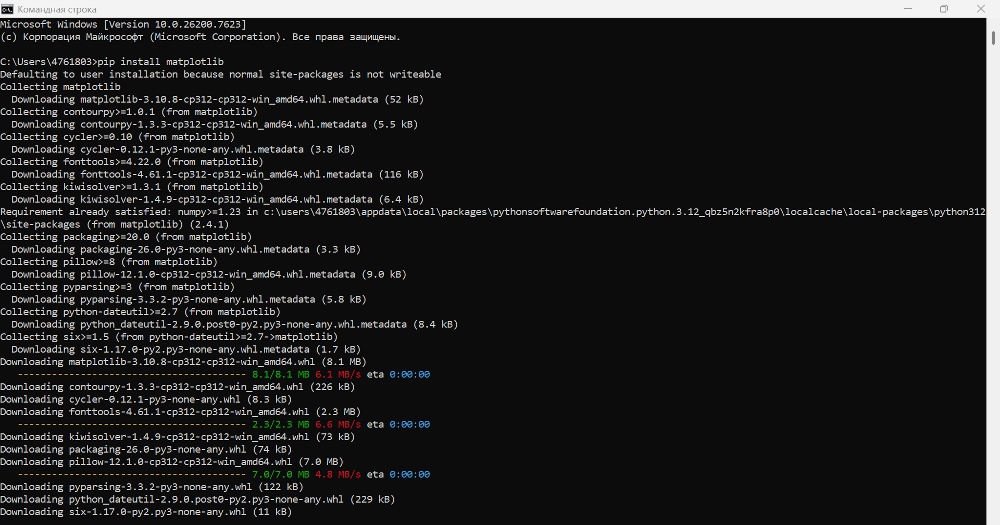 Командная строка
Microsoft Windows [Version 10.0.26200.7623]
(c) Корпорация Майкрософт (Microsoft Corporation). Все права защищены.
C:\Users\4761803>pip install matplotlib
Defaulting to user installation because normal site-packages is not writeable
Collecting matplotlib
  Downloading matplotlib-3.10.8-cp312-cp312-win_amd64.whl.metadata (52 kB)
Collecting contourpy>=1.0.1 (from matplotlib)
  Downloading contourpy-1.3.3-cp312-cp312-win_amd64.whl.metadata (5.5 kB)
Collecting cycler>=0.10 (from matplotlib)
  Downloading cycler-0.12.1-py3-none-any.whl.metadata (3.8 kB)
Collecting fonttools>=4.22.0 (from matplotlib)
  Downloading fonttools-4.61.1-cp312-cp312-win_amd64.whl.metadata (116 kB)
Collecting kiwisolver>=1.3.1 (from matplotlib)
  Downloading kiwisolver-1.4.9-cp312-cp312-win_amd64.whl.metadata (6.4 kB)
Requirement already satisfied: numpy>=1.23 in c:\users\4761803\appdata\local\packages\pythonsoftwarefoundation.python.3.12_qbz5n2kfra8p0\localcache\local-packages\python312
\site-packages (from matplotlib) (2.4.1)
Collecting packaging>=20.0 (from matplotlib)
  Downloading packaging-26.0-py3-none-any.whl.metadata (3.3 kB)
Collecting pillow>=8 (from matplotlib)
  Downloading pillow-12.1.0-cp312-cp312-win_amd64.whl.metadata (9.0 kB)
Collecting pyparsing>=3 (from matplotlib)
  Downloading pyparsing-3.3.2-py3-none-any.whl.metadata (5.8 kB)
Collecting python-dateutil>=2.7 (from matplotlib)
  Downloading python_dateutil-2.9.0.post0-py2.py3-none-any.whl.metadata (8.4 kB)
Collecting six>=1.5 (from python-dateutil>=2.7->matplotlib)
  Downloading six-1.17.0-py2.py3-none-any.whl.metadata (1.7 kB)
Downloading matplotlib-3.10.8-cp312-cp312-win_amd64.whl (8.1 MB)
   ---------------------------------------- 8.1/8.1 MB 6.1 MB/s eta 0:00:00
Downloading contourpy-1.3.3-cp312-cp312-win_amd64.whl (226 kB)
Downloading cycler-0.12.1-py3-none-any.whl (8.3 kB)
Downloading fonttools-4.61.1-cp312-cp312-win_amd64.whl (2.3 MB)
   ---------------------------------------- 2.3/2.3 MB 6.6 MB/s eta 0:00:00
Downloading kiwisolver-1.4.9-cp312-cp312-win_amd64.whl (73 kB)
Downloading packaging-26.0-py3-none-any.whl (74 kB)
Downloading pillow-12.1.0-cp312-cp312-win_amd64.whl (7.0 MB)
   ---------------------------------------- 7.0/7.0 MB 4.8 MB/s eta 0:00:00
Downloading pyparsing-3.3.2-py3-none-any.whl (122 kB)
Downloading python_dateutil-2.9.0.post0-py2.py3-none-any.whl (229 kB)
Downloading six-1.17.0-py2.py3-none-any.whl (11 kB)